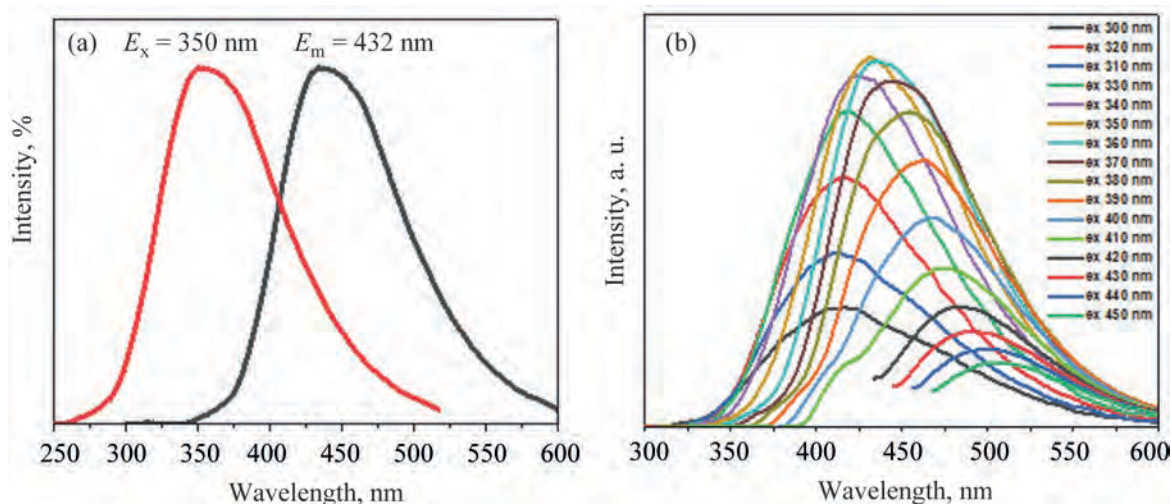 (a) Ex = 350 nm Em = 432 nm
Intensity, %
250 300 350 400 450 500 550 600
Wavelength, nm
(b)
Intensity, a. u.
ex 300 nm
ex 320 nm
ex 310 nm
ex 330 nm
ex 340 nm
ex 350 nm
ex 360 nm
ex 370 nm
ex 380 nm
ex 390 nm
ex 400 nm
ex 410 nm
ex 420 nm
ex 430 nm
ex 440 nm
ex 450 nm
300 350 400 450 500 550 600
Wavelength, nm